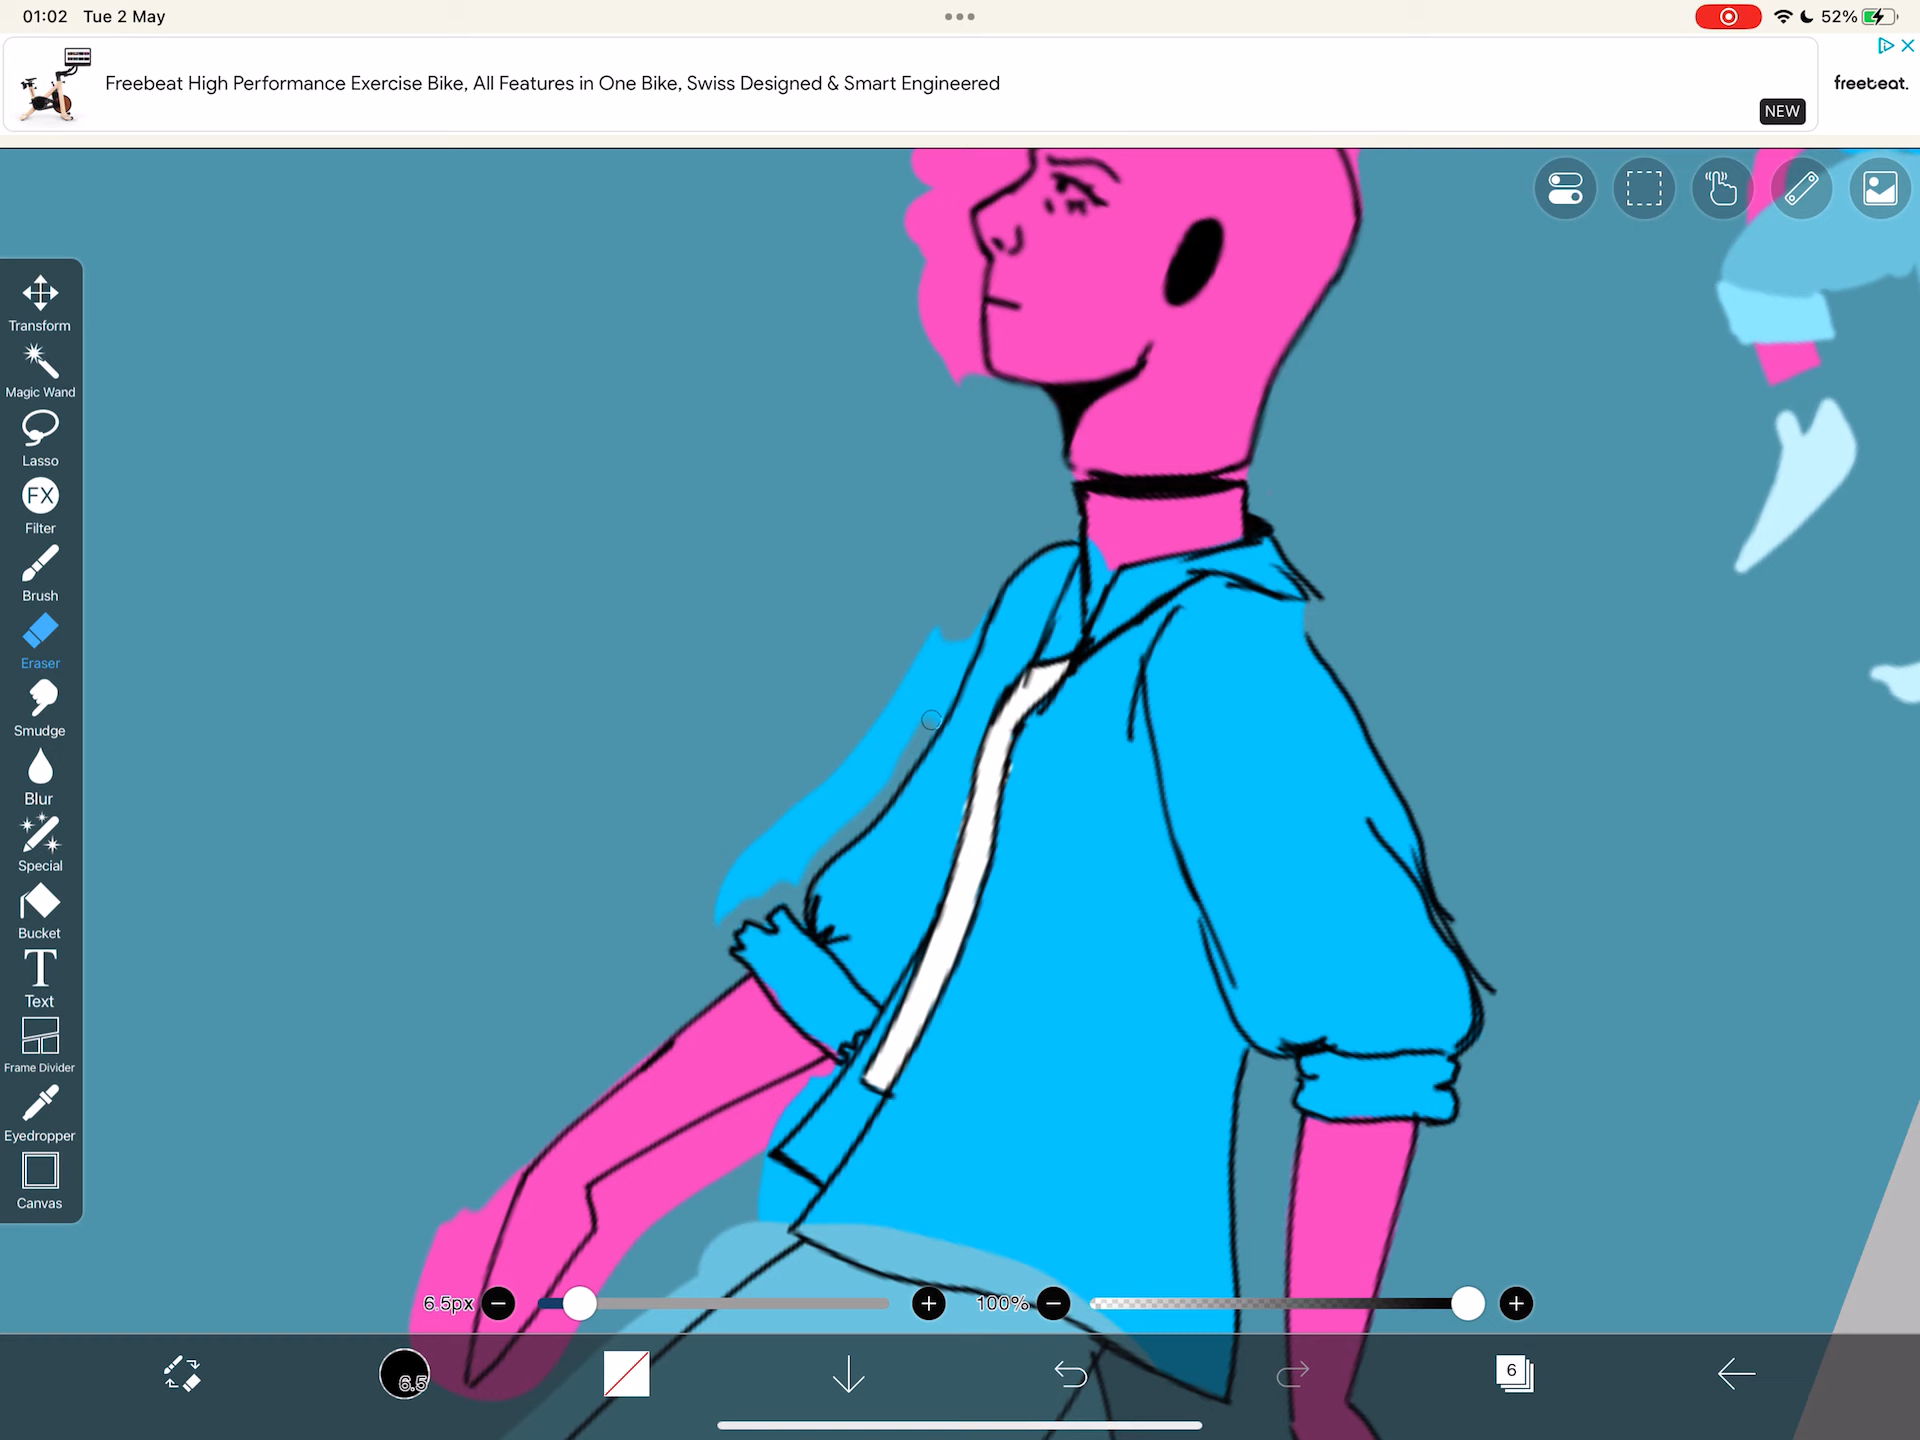 01:02 Tue 2 May
52%
Freebeat High Performance Exercise Bike, All Features in One Bike, Swiss Designed & Smart Engineered
freebeat.
NEW
Transform
Magic Wand
Lasso
FX
Filter
Brush
Eraser
Smudge
Blur
Special
Bucket
T
Text
Frame Divider
Eyedropper
Canvas
6.5px
100%
6.5
6